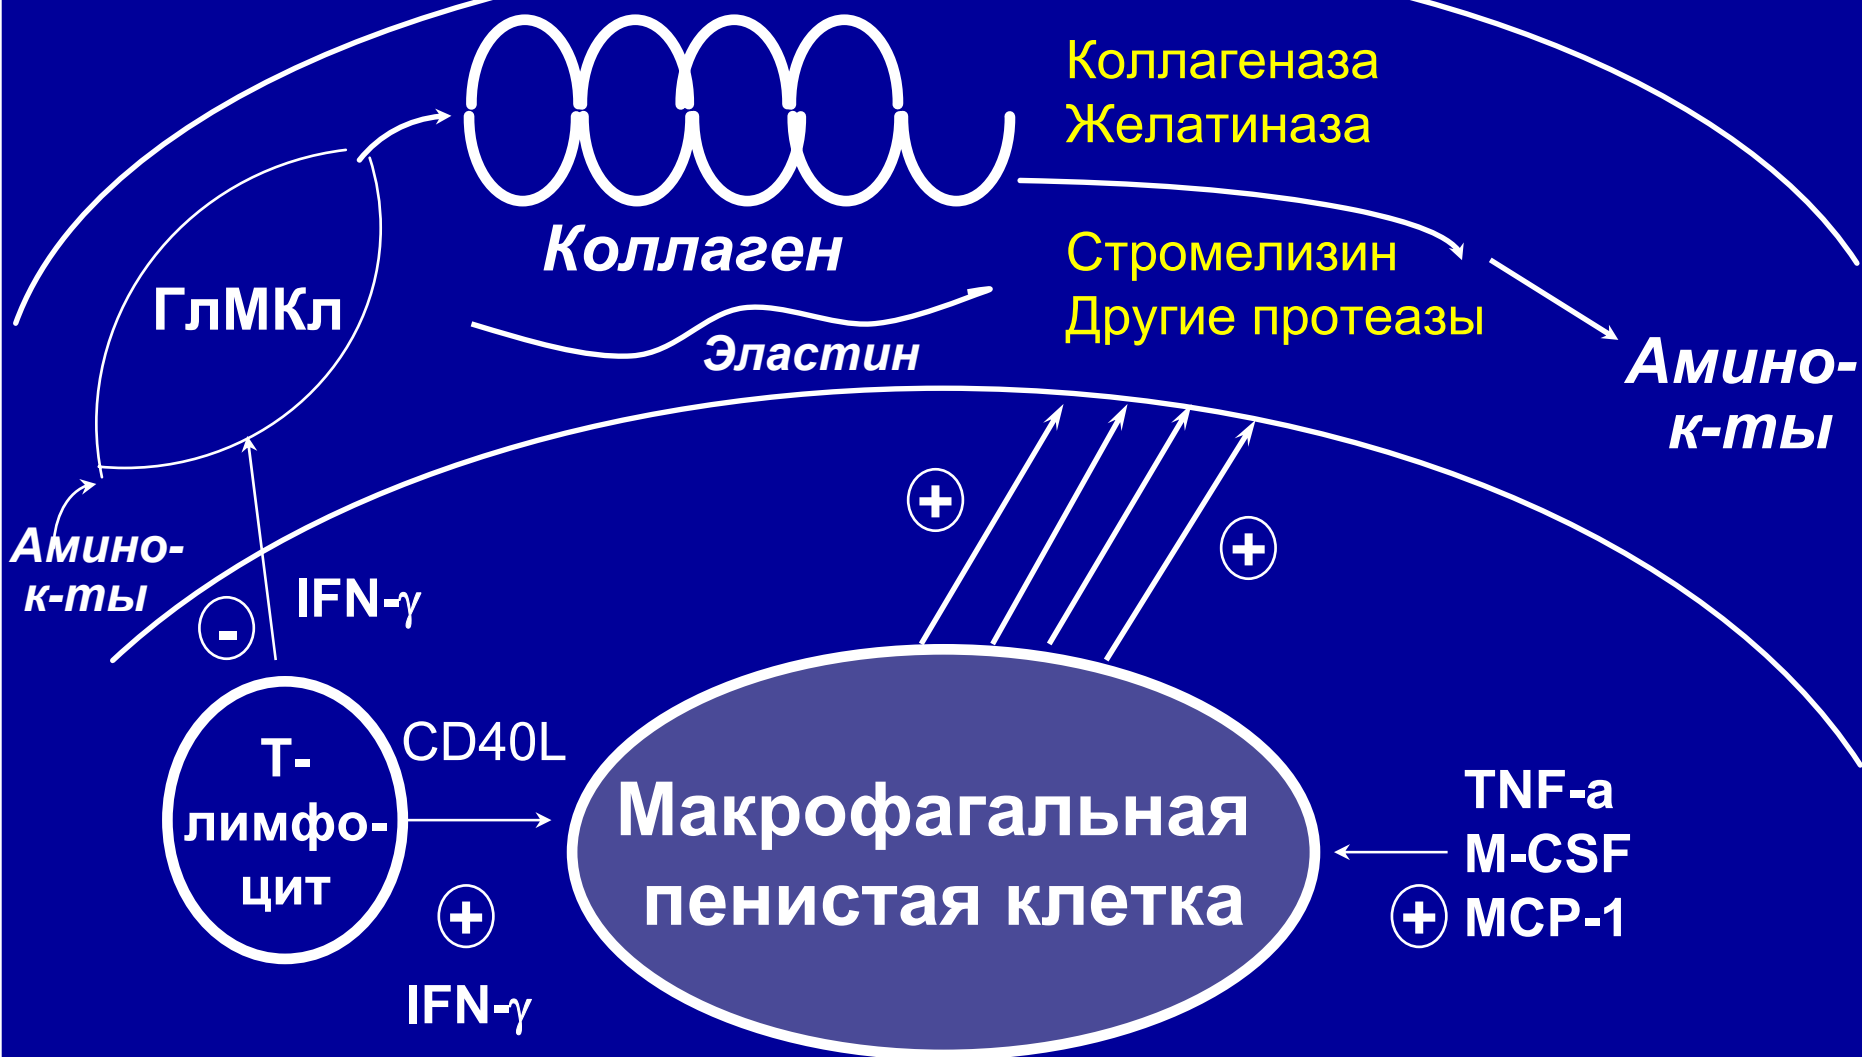 Коллагеназа
Желатиназа
Коллаген
Стромелизин
Другие протеазы
ГлМКл
Эластин
Амино-
к-ты
+
+
Амино-
к-ты
IFN-γ
-
Т-
лимфо-
цит
CD40L
+
IFN-γ
Макрофагальная
пенистая клетка
TNF-a
M-CSF
+ MCP-1